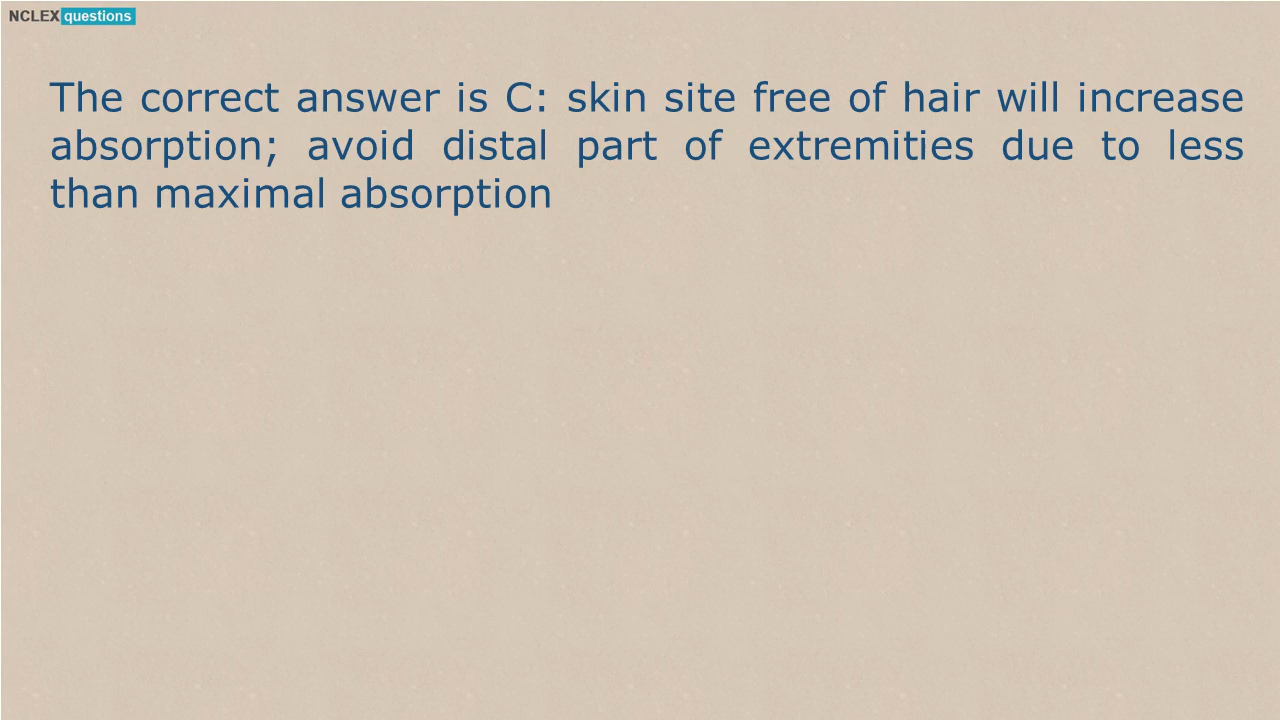 NCLEX questions
The correct answer is C: skin site free of hair will increase
absorption; avoid distal part of extremities due to less
than maximal absorption